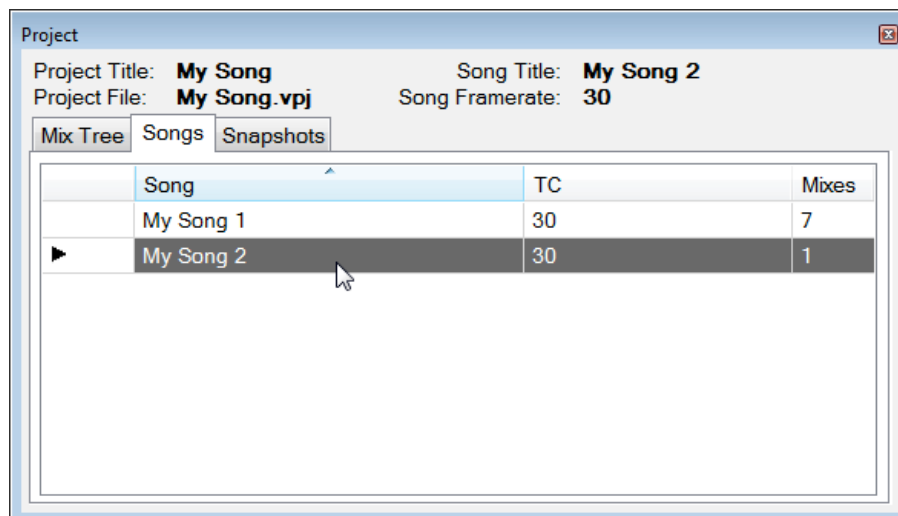 Project
Project Title: My Song Song Title: My Song 2
Project File: My Song.vpj Song Framerate: 30
Mix Tree Songs Snapshots
Song TC Mixes
My Song 1 30 7
My Song 2 30 1